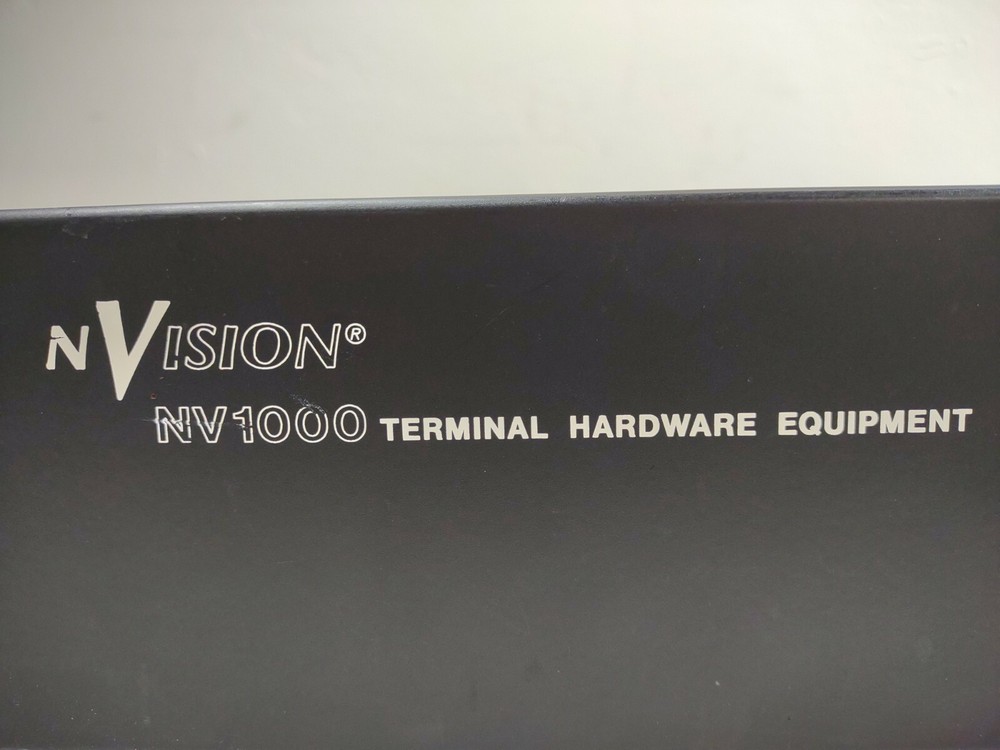 NVISION®
NV1000 TERMINAL HARDWARE EQUIPMENT